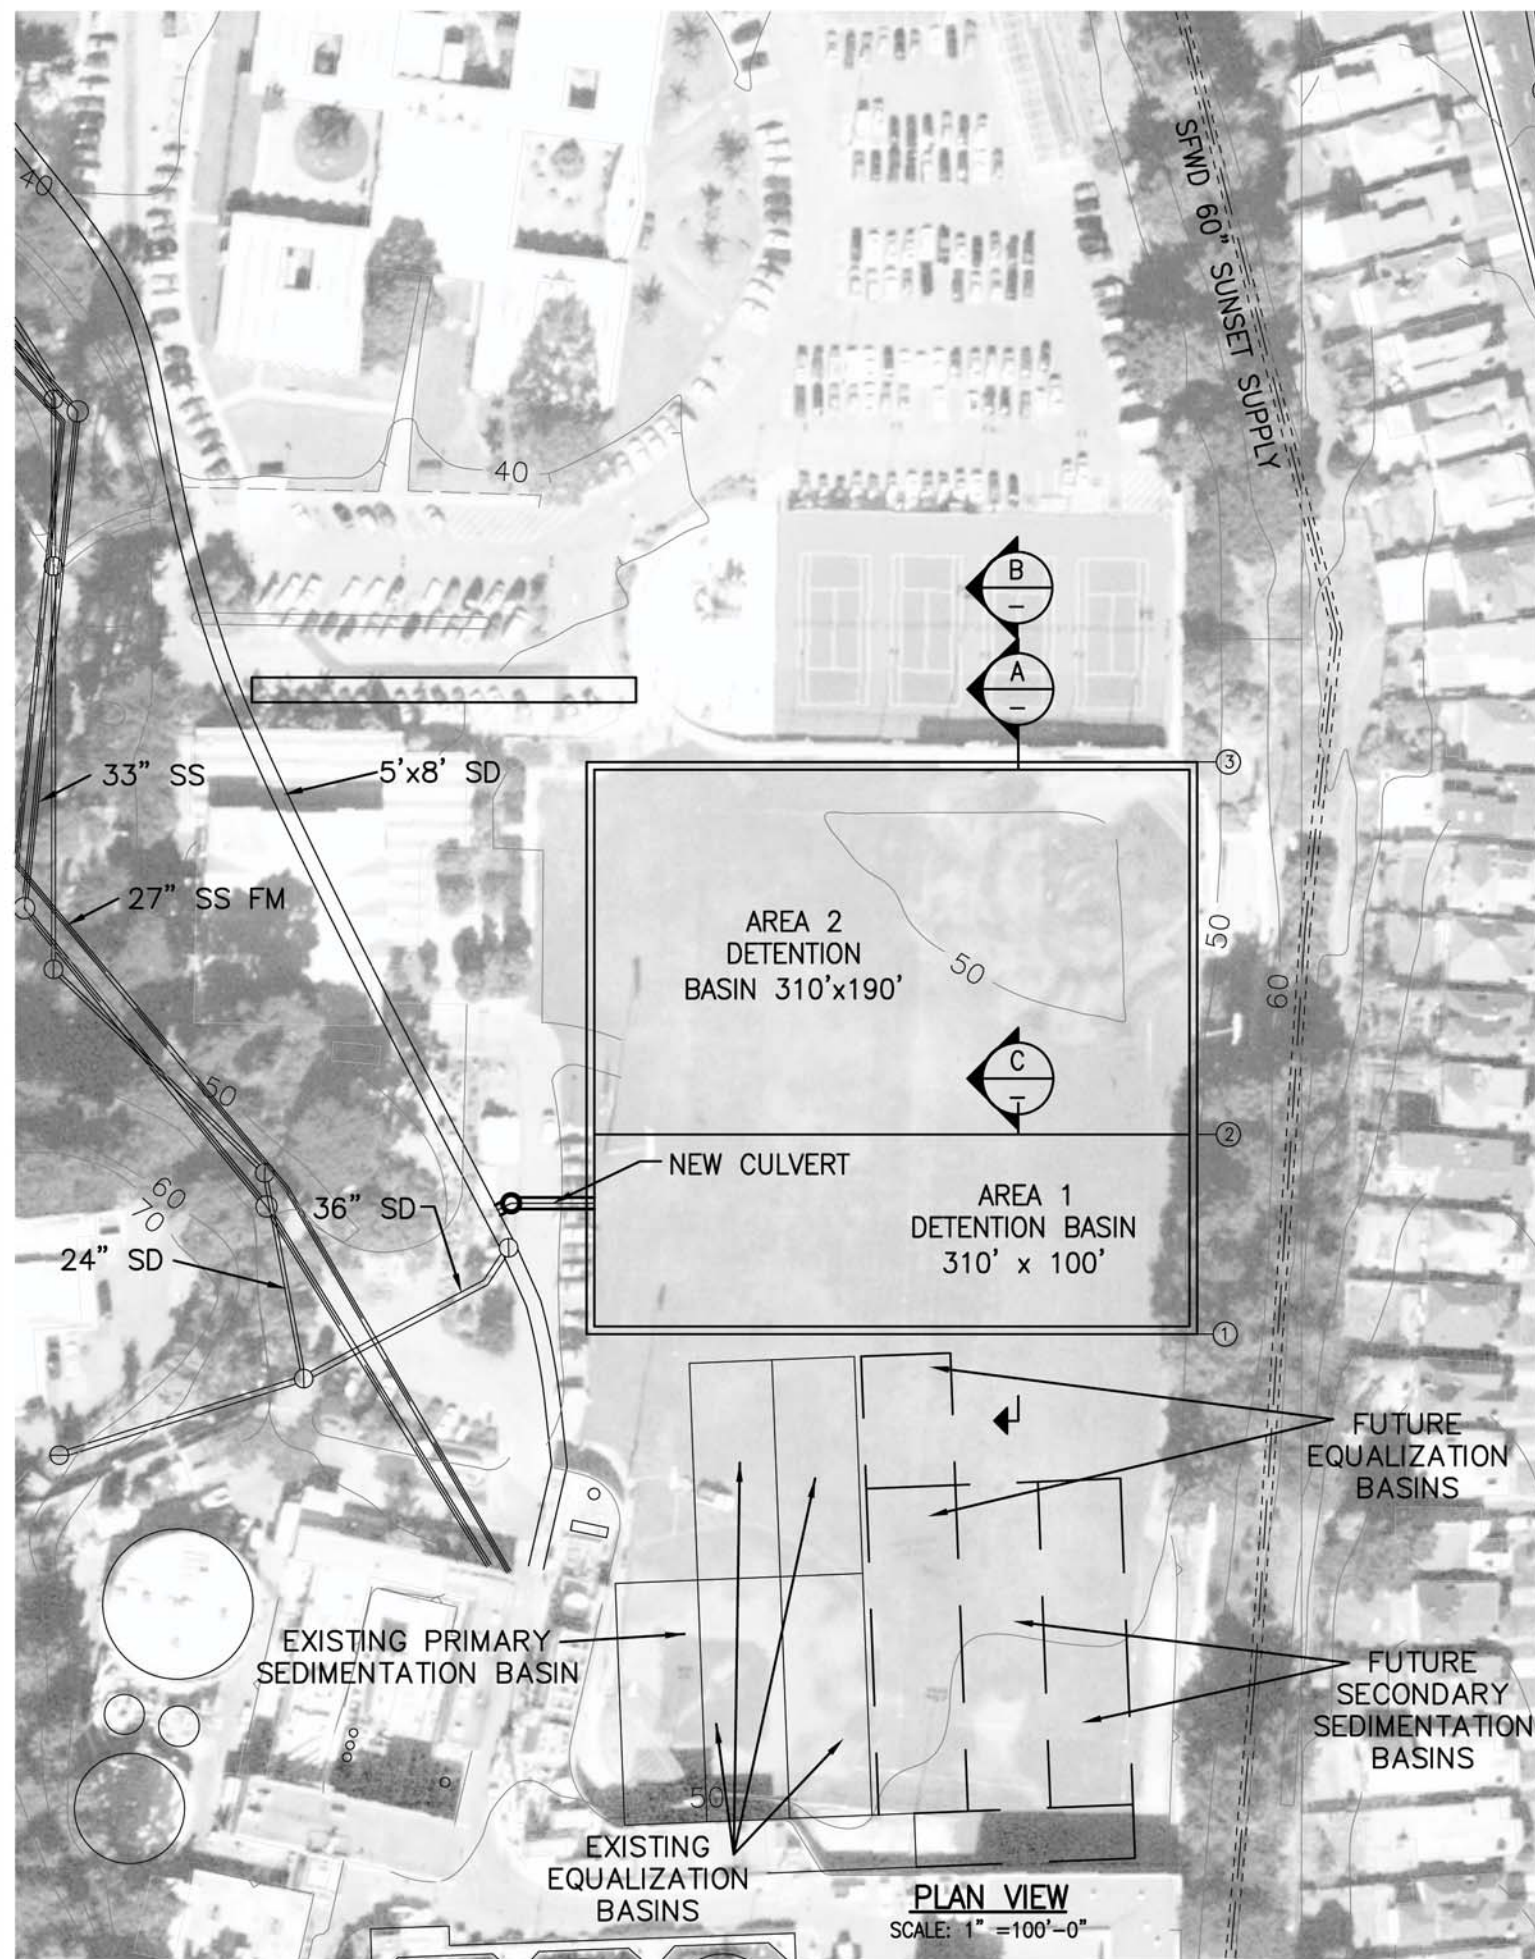 40
SFWD 60" SUNSET SUPPLY
40
B
–
A
–
33" SS
5'x8' SD
3
27" SS FM
AREA 2
DETENTION
BASIN 310'x190'
50
50
60
C
–
50
2
NEW CULVERT
60
70
36" SD
AREA 1
DETENTION BASIN
310' x 100'
24" SD
1
FUTURE
EQUALIZATION
BASINS
EXISTING PRIMARY
SEDIMENTATION BASIN
FUTURE
SECONDARY
SEDIMENTATION
BASINS
50
EXISTING
EQUALIZATION
BASINS
PLAN VIEW
SCALE: 1" =100'-0"